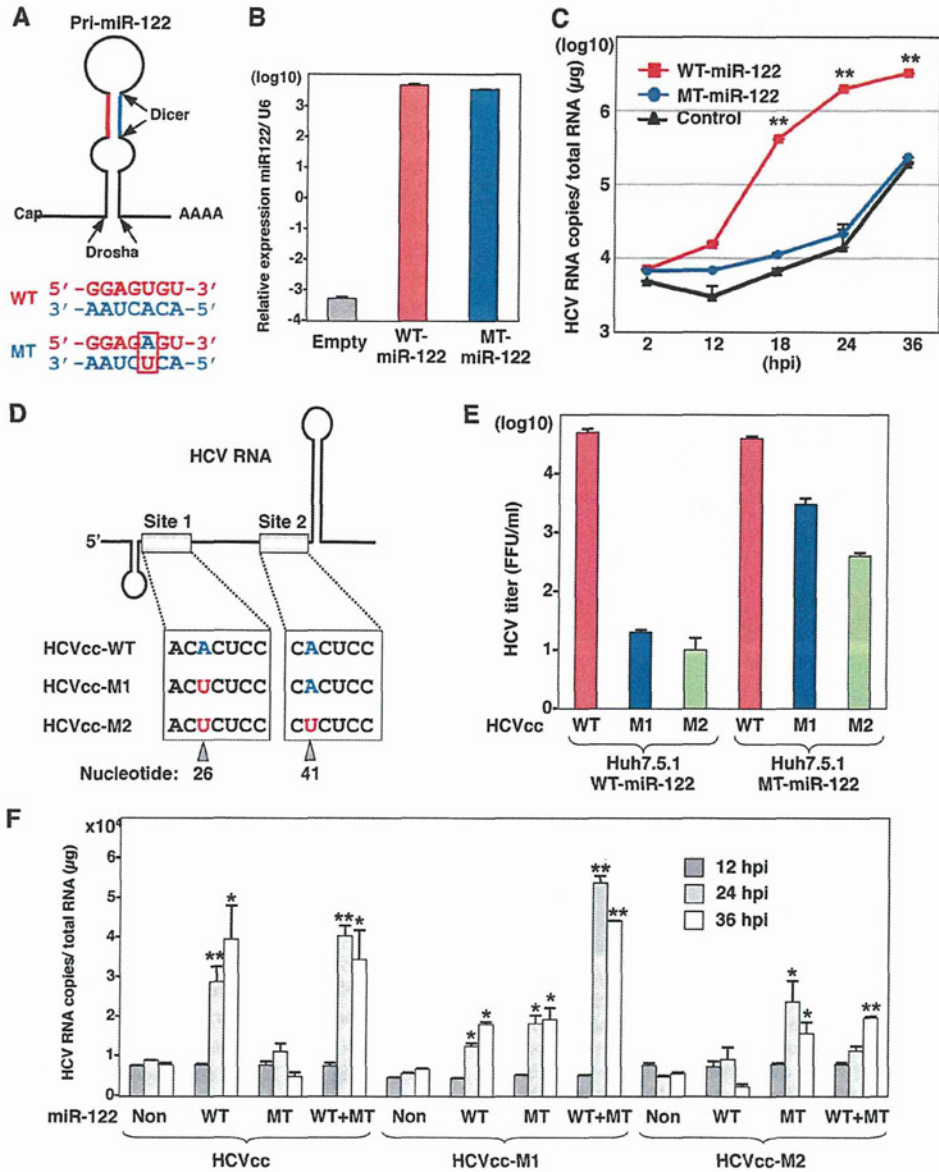 A
Pri-miR-122
Dicer
Cap
AAAA
Drosha
WT
5′ -GGAGUGU-3′
3′ -AAUCACA-5′
MT
5′ -GGAGAGU-3′
3′ -AAUCUCA-5′
B
(log10)
Relative expression miR122/ U6
4
3
2
1
0
-1
-2
-3
-4
Empty
WT-
miR-122
MT-
miR-122
C
(log10)
HCV RNA copies/ total RNA (µg)
WT-miR-122
MT-miR-122
Control
**
**
**
6
5
4
3
2
12
18
24
36
(hpi)
D
HCV RNA
5’
Site 1
Site 2
HCVcc-WT
ACACUCC
CACUCC
HCVcc-M1
ACUCUCC
CACUCC
HCVcc-M2
ACUCUCC
CUCUCC
Nucleotide:
26
41
E
(log10)
HCV titer (FFU/ml)
4
3
2
1
0
HCVcc
WT
M1
M2
WT
M1
M2
Huh7.5.1
WT-miR-122
Huh7.5.1
MT-miR-122
F
x10⁴
HCV RNA copies/ total RNA (µg)
6
5
4
3
2
1
0
12 hpi
24 hpi
36 hpi
**
*
**
*
*
*
*
*
**
**
*
*
**
miR-122
Non
WT
MT
WT+MT
Non
WT
MT
WT+MT
Non
WT
MT
WT+MT
HCVcc
HCVcc-M1
HCVcc-M2